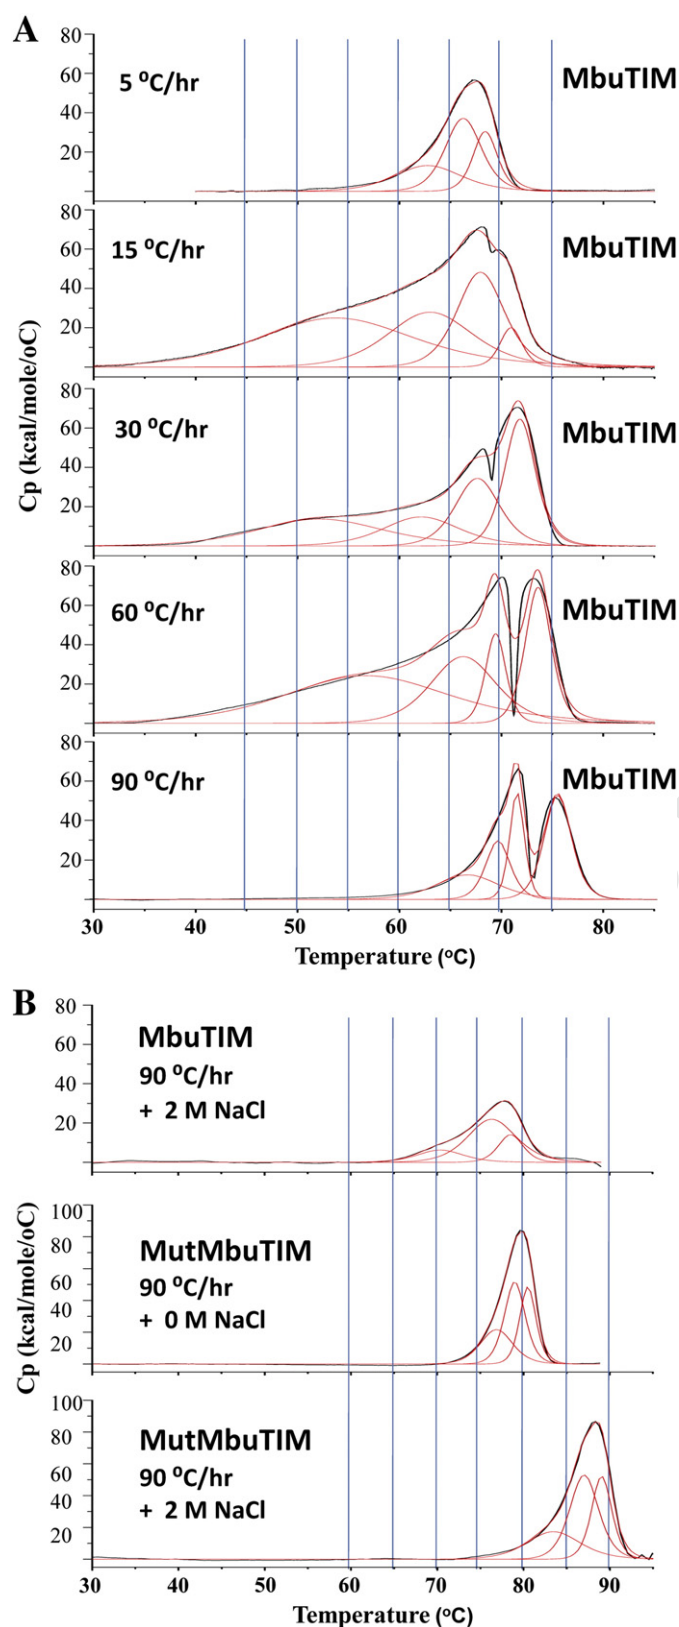 A
80
60
40
20
5 °C/hr
MbuTIM
80
60
40
20
15 °C/hr
MbuTIM
80
60
40
20
30 °C/hr
MbuTIM
80
60
40
20
60 °C/hr
MbuTIM
80
60
40
20
90 °C/hr
MbuTIM
Cp (kcal/mole/oC)
30 40 50 60 70 80
Temperature (°C)
B
80
60
40
20
MbuTIM
90 °C/hr
+ 2 M NaCl
100
80
60
40
20
MutMbuTIM
90 °C/hr
+ 0 M NaCl
100
80
60
40
20
MutMbuTIM
90 °C/hr
+ 2 M NaCl
Cp (kcal/mole/oC)
30 40 50 60 70 80 90
Temperature (°C)